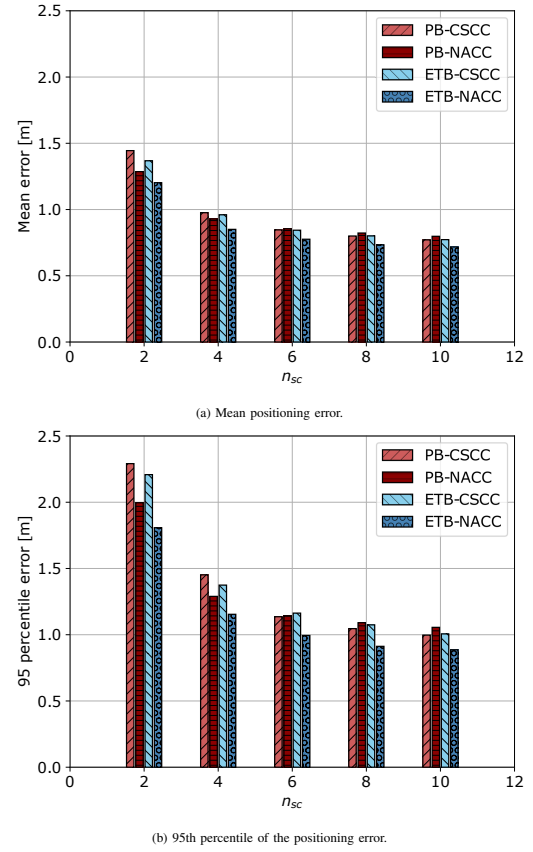 2.5
2.0
1.5
1.0
0.5
0.0
Mean error [m]
PB-CSCC
PB-NACC
ETB-CSCC
ETB-NACC
0 2 4 6 8 10 12
n_sc
(a) Mean positioning error.
2.5
2.0
1.5
1.0
0.5
0.0
95 percentile error [m]
PB-CSCC
PB-NACC
ETB-CSCC
ETB-NACC
0 2 4 6 8 10 12
n_sc
(b) 95th percentile of the positioning error.